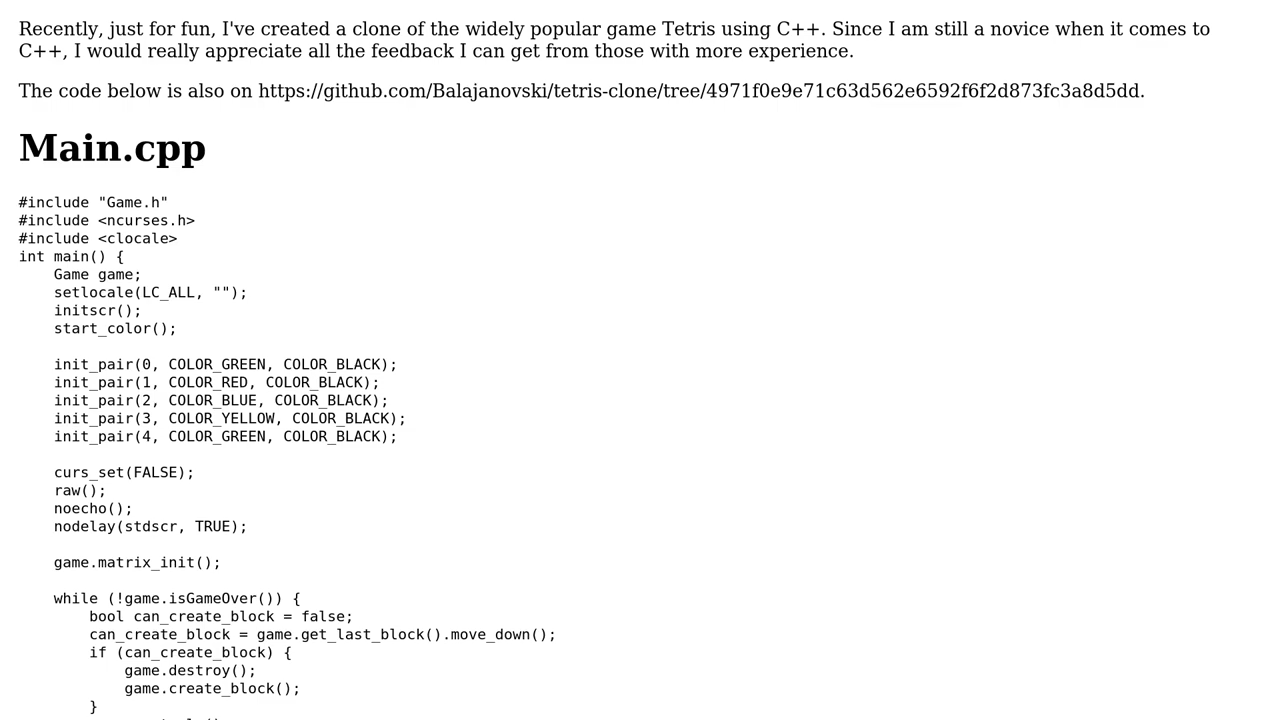 Recently, just for fun, I've created a clone of the widely popular game Tetris using C++. Since I am still a novice when it comes to
C++, I would really appreciate all the feedback I can get from those with more experience.
The code below is also on https://github.com/Balajanovski/tetris-clone/tree/4971f0e9e71c63d562e6592f6f2d873fc3a8d5dd.
Main.cpp
#include "Game.h"
#include <ncurses.h>
#include <clocale>
int main() {
    Game game;
    setlocale(LC_ALL, "");
    initscr();
    start_color();

    init_pair(0, COLOR_GREEN, COLOR_BLACK);
    init_pair(1, COLOR_RED, COLOR_BLACK);
    init_pair(2, COLOR_BLUE, COLOR_BLACK);
    init_pair(3, COLOR_YELLOW, COLOR_BLACK);
    init_pair(4, COLOR_GREEN, COLOR_BLACK);

    curs_set(FALSE);
    raw();
    noecho();
    nodelay(stdscr, TRUE);

    game.matrix_init();

    while (!game.isGameOver()) {
        bool can_create_block = false;
        can_create_block = game.get_last_block().move_down();
        if (can_create_block) {
            game.destroy();
            game.create_block();
        }